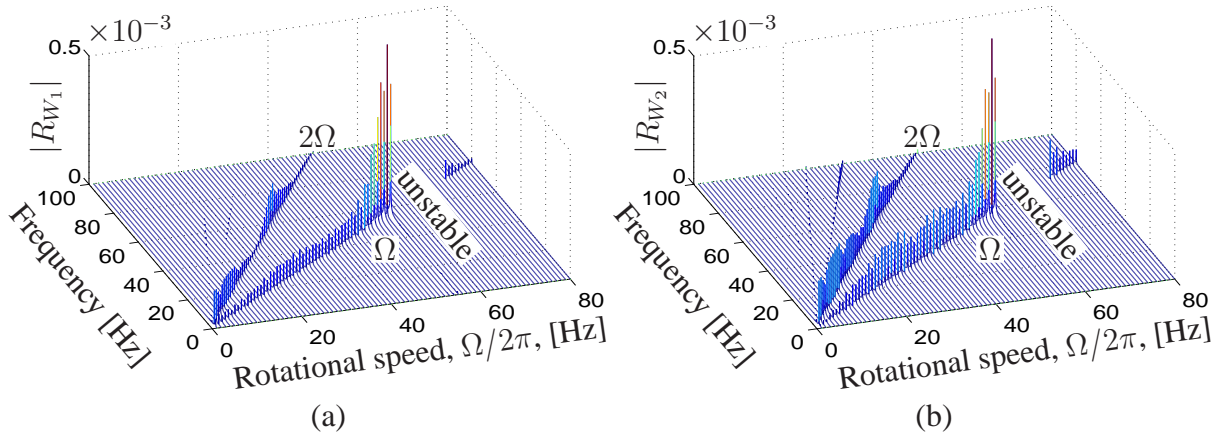 ×10⁻³
0.5
|R_{W_1}|
0
2Ω
unstable
Ω
100
80
60
40
20
0
Frequency [Hz]
0
20
40
60
80
Rotational speed, Ω/2π, [Hz]
(a)
×10⁻³
0.5
|R_{W_2}|
0
2Ω
unstable
Ω
100
80
60
40
20
0
Frequency [Hz]
0
20
40
60
80
Rotational speed, Ω/2π, [Hz]
(b)